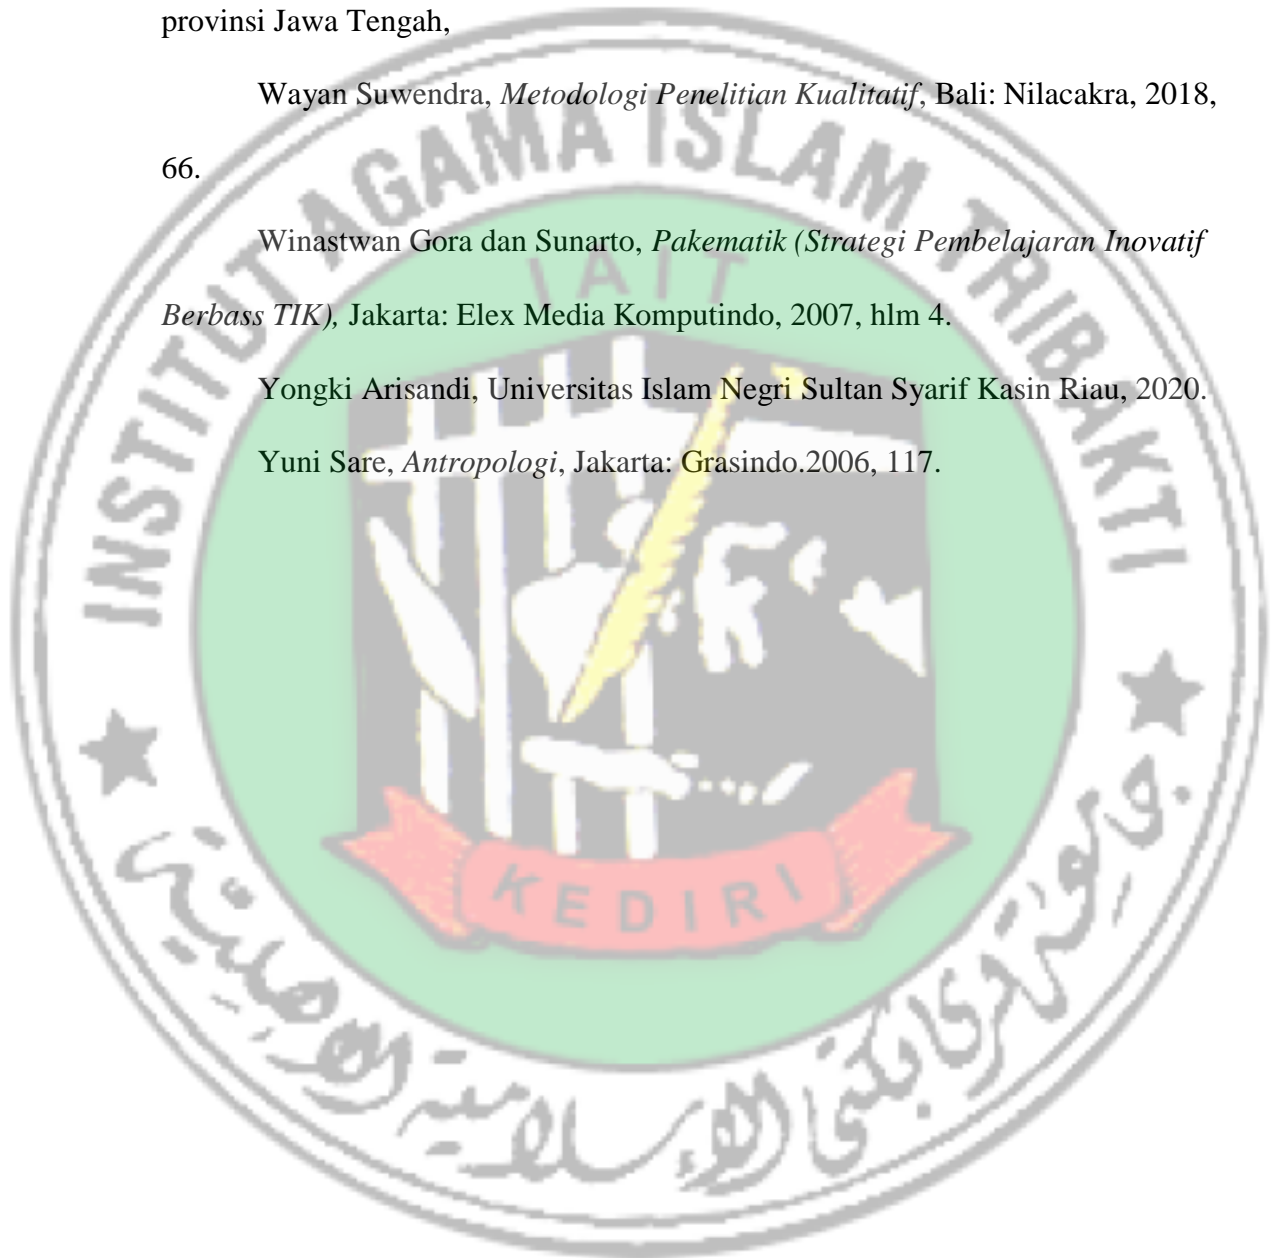 provinsi Jawa Tengah,
Wayan Suwendra, Metodologi Penelitian Kualitatif, Bali: Nilacakra, 2018,
66.
Winastwan Gora dan Sunarto, Pakematik (Strategi Pembelajaran Inovatif
Berbass TIK), Jakarta: Elex Media Komputindo, 2007, hlm 4.
Yongki Arisandi, Universitas Islam Negri Sultan Syarif Kasin Riau, 2020.
Yuni Sare, Antropologi, Jakarta: Grasindo.2006, 117.
INSTITUT AGAMA ISLAM TRIBAKTI
IAIT
KEDIRI
الإسلامية الاهلية